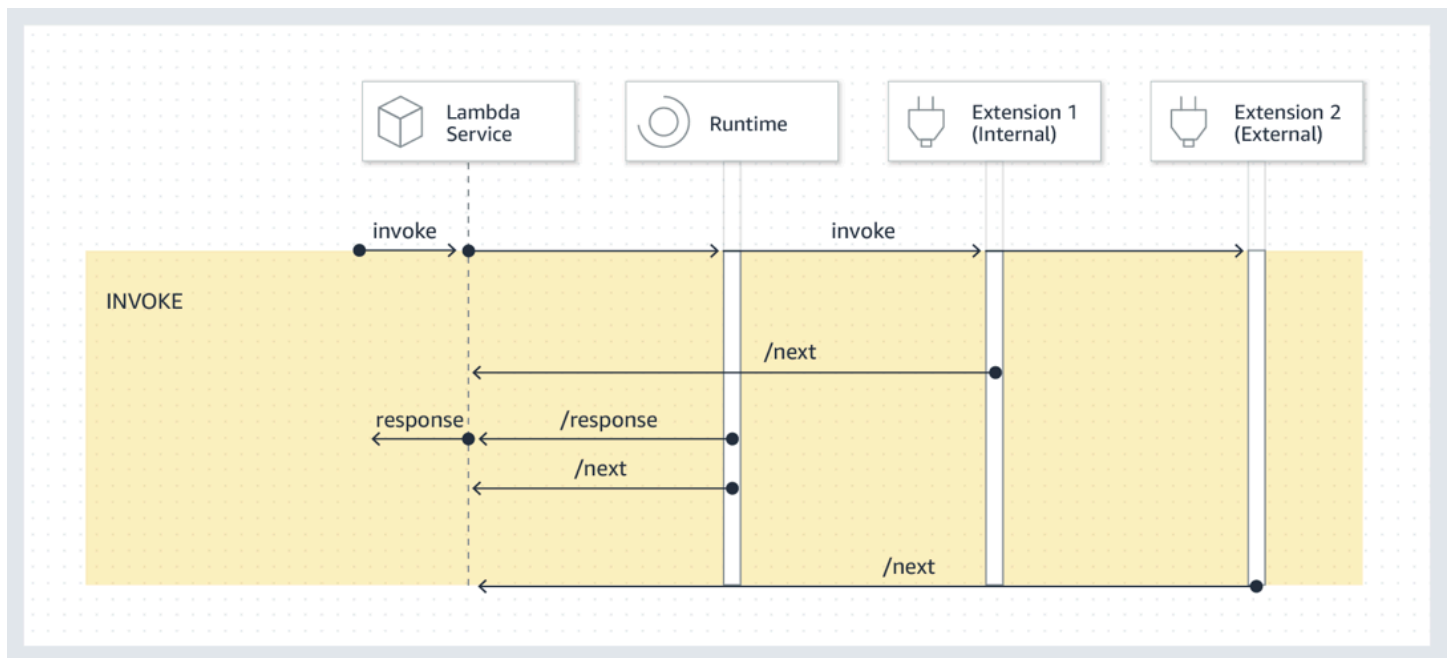 Lambda
Service
Runtime
Extension 1
(Internal)
Extension 2
(External)
invoke
invoke
INVOKE
/next
response
/response
/next
/next